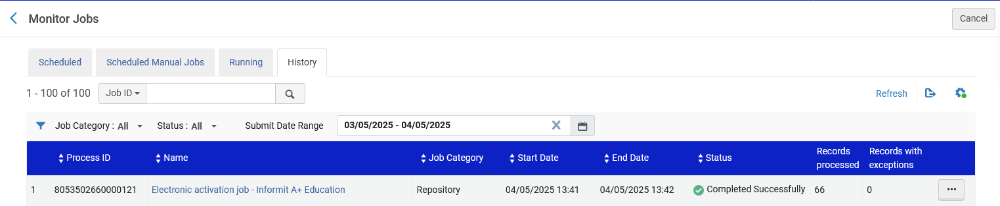 Monitor Jobs
Cancel
Scheduled
Scheduled Manual Jobs
Running
History
1 - 100 of 100
Job ID
Refresh
Job Category : All
Status : All
Submit Date Range
03/05/2025 - 04/05/2025
Process ID
Name
Job Category
Start Date
End Date
Status
Records
processed
Records with
exceptions
1
8053502660000121
Electronic activation job - Informit A+ Education
Repository
04/05/2025 13:41
04/05/2025 13:42
Completed Successfully
66
0